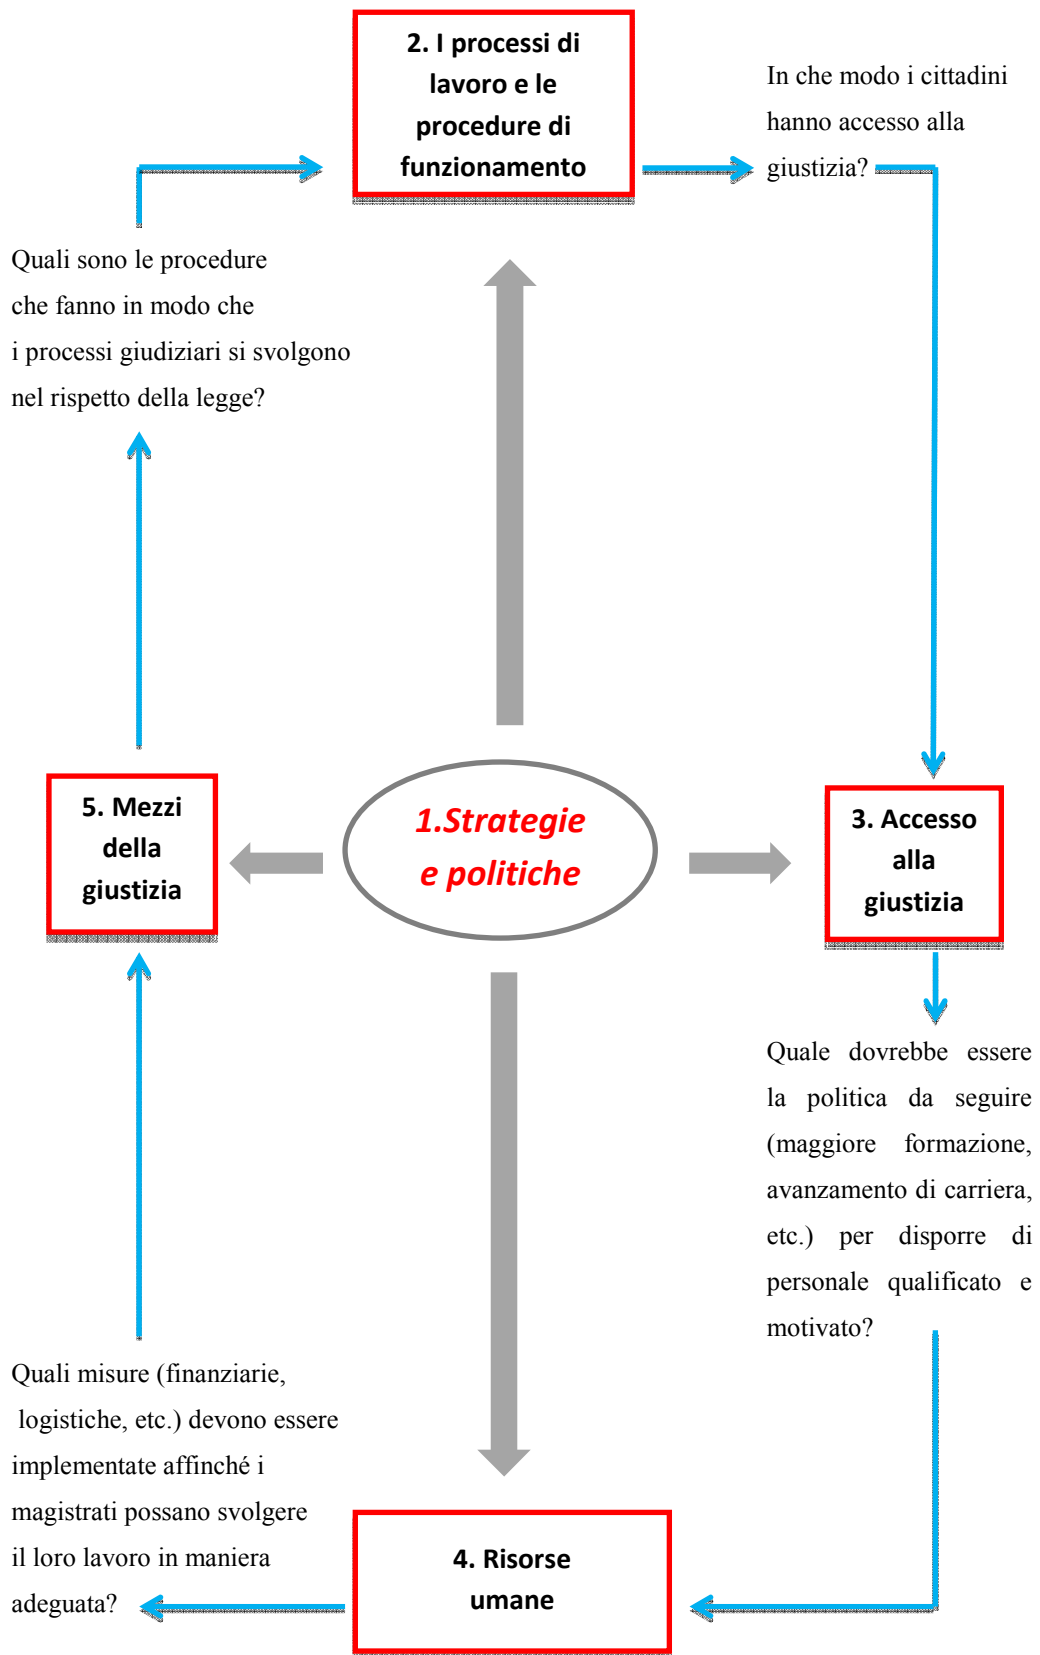 2. I processi di
lavoro e le
procedure di
funzionamento
In che modo i cittadini
hanno accesso alla
giustizia?
Quali sono le procedure
che fanno in modo che
i processi giudiziari si svolgono
nel rispetto della legge?
5. Mezzi
della
giustizia
1.Strategie
e politiche
3. Accesso
alla
giustizia
Quale dovrebbe essere
la politica da seguire
(maggiore formazione,
avanzamento di carriera,
etc.) per disporre di
personale qualificato e
motivato?
Quali misure (finanziarie,
logistiche, etc.) devono essere
implementate affinché i
magistrati possano svolgere
il loro lavoro in maniera
adeguata?
4. Risorse
umane